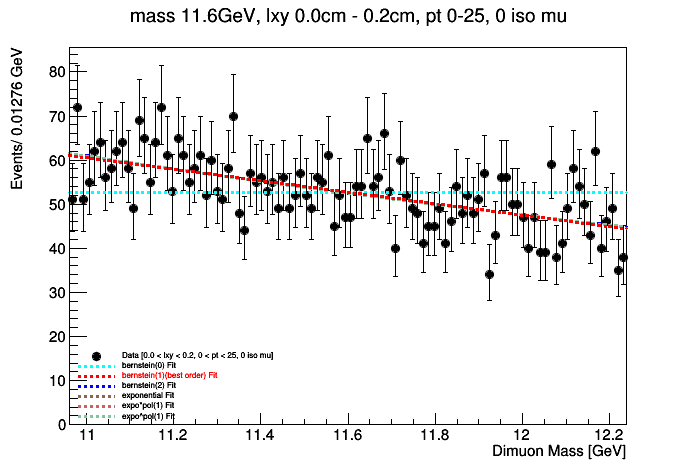 mass 11.6GeV, lxy 0.0cm - 0.2cm, pt 0-25, 0 iso mu
Events/ 0.01276 GeV
80
70
60
50
40
30
20
10
0
Data [0.0 < lxy < 0.2, 0 < pt < 25, 0 iso mu]
bernstein(0) Fit
bernstein(1)(best order) Fit
bernstein(2) Fit
exponential Fit
expo*pol(1) Fit
expo^pol(1) Fit
11 11.2 11.4 11.6 11.8 12 12.2
Dimuon Mass [GeV]